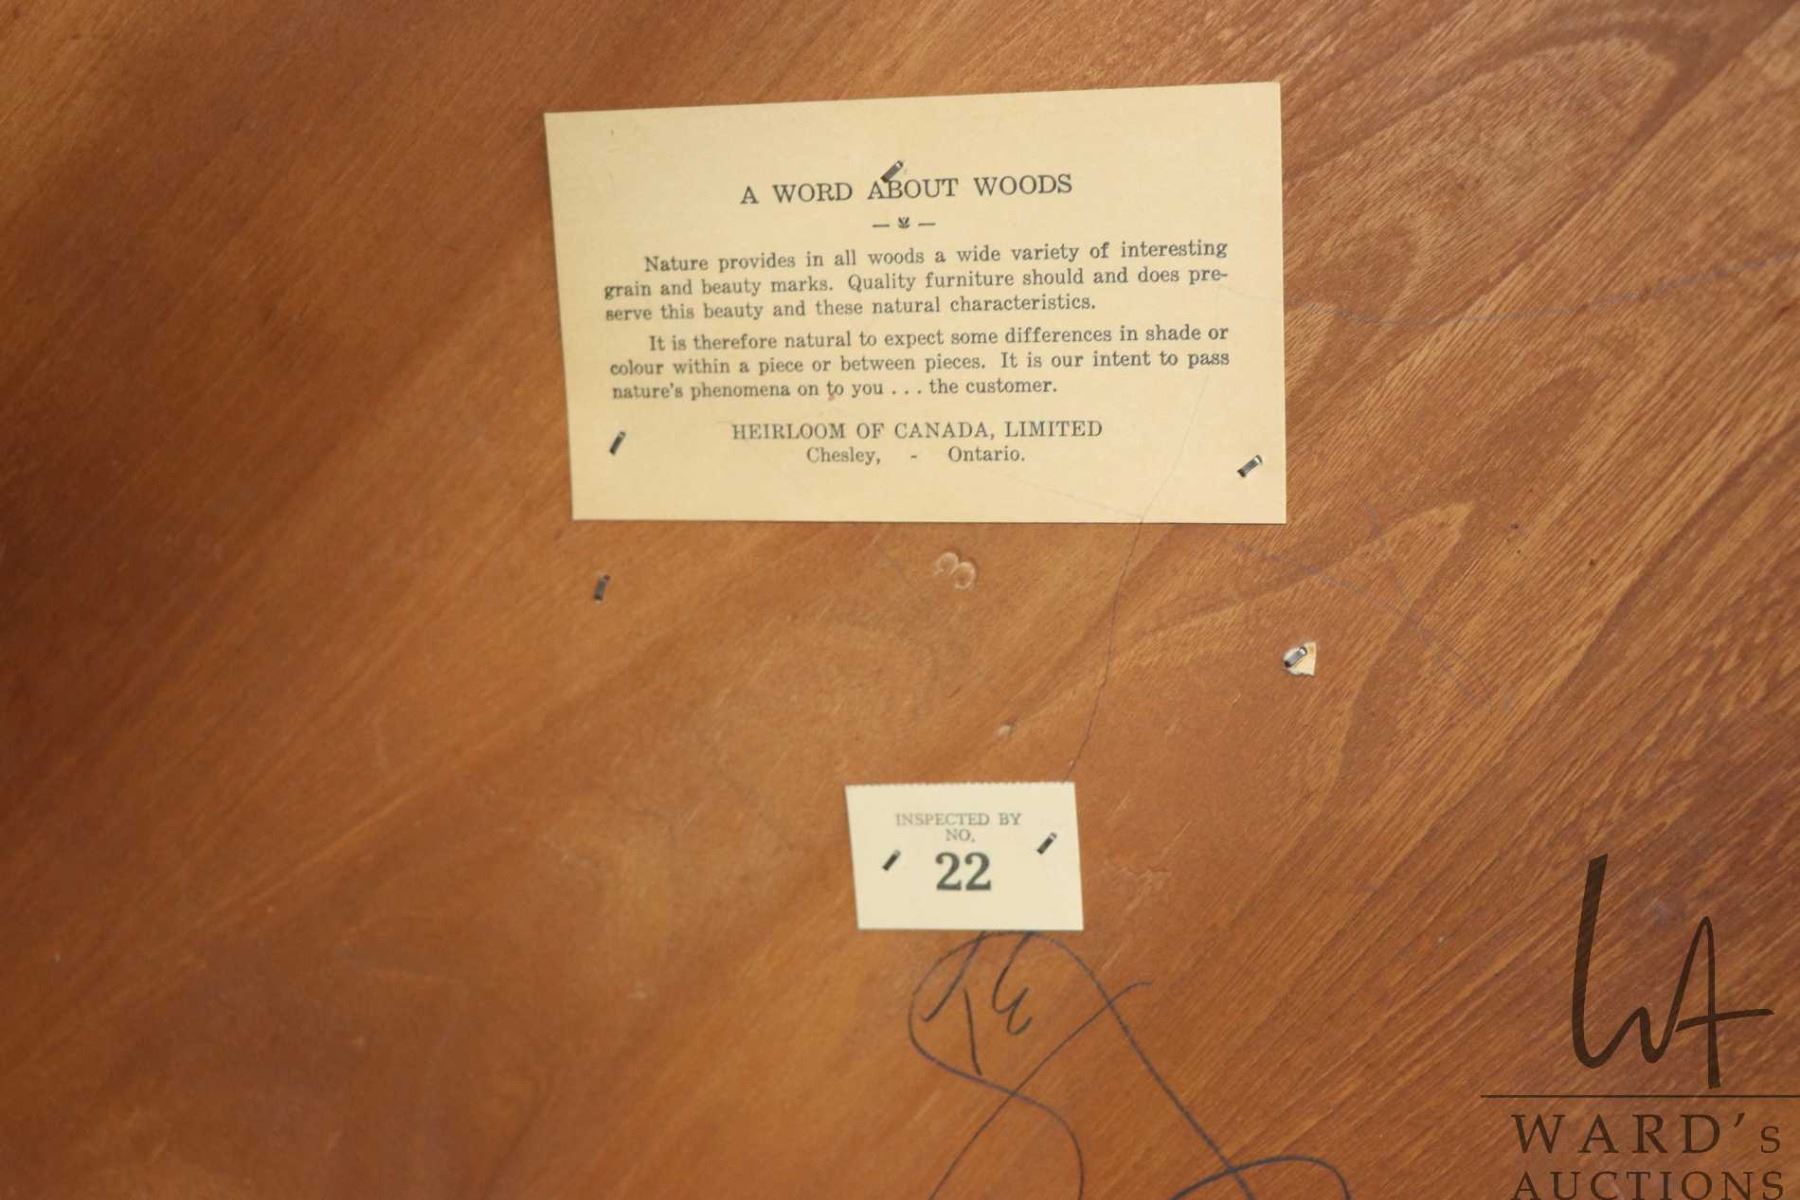 A WORD ABOUT WOODS
Nature provides in all woods a wide variety of interesting
grain and beauty marks. Quality furniture should and does pre-
serve this beauty and these natural characteristics.
It is therefore natural to expect some differences in shade or
colour within a piece or between pieces. It is our intent to pass
nature's phenomena on to you . . . the customer.
HEIRLOOM OF CANADA, LIMITED
Chesley, - Ontario.
INSPECTED BY
NO.
22
WA
WARD's
AUCTIONS